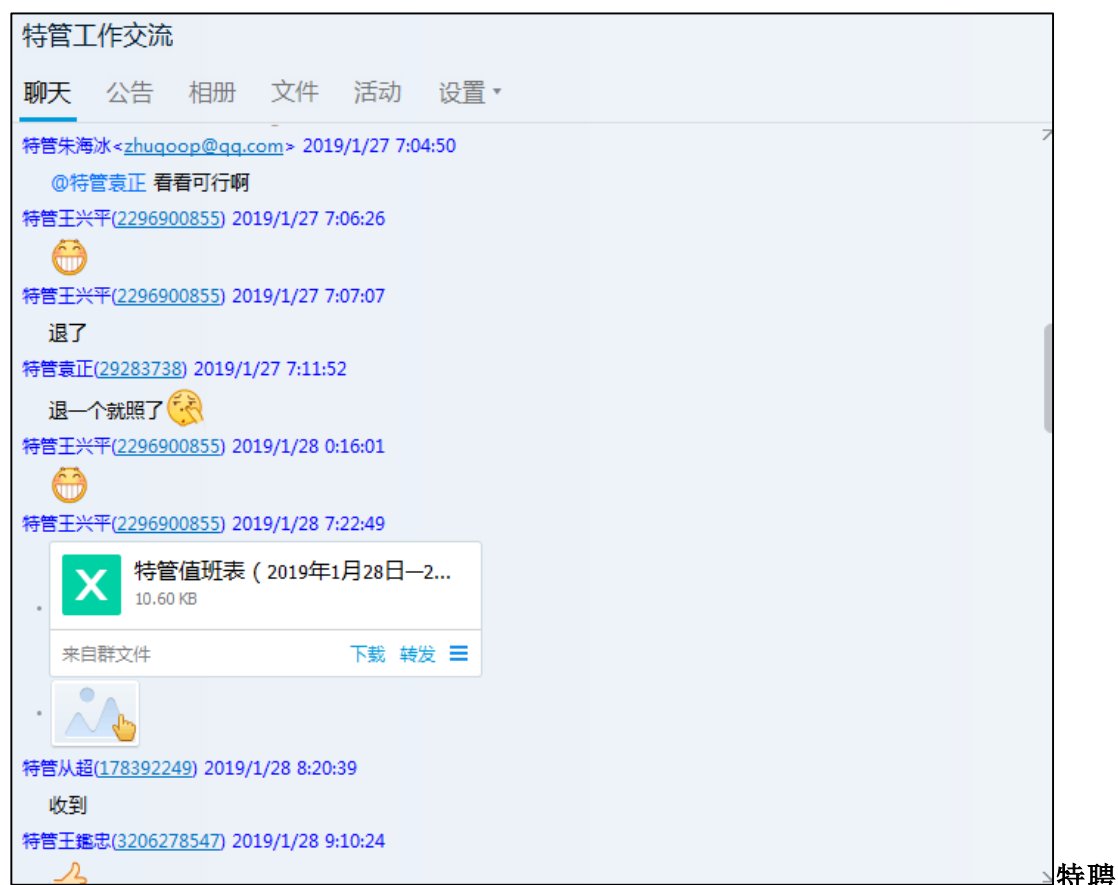 特管工作交流
聊天 公告 相册 文件 活动 设置
特管朱海冰<zhuqoop@qq.com> 2019/1/27 7:04:50
@特管袁正 看看可行啊
特管王兴平(2296900855) 2019/1/27 7:06:26
特管王兴平(2296900855) 2019/1/27 7:07:07
退了
特管袁正(29283738) 2019/1/27 7:11:52
退一个就照了
特管王兴平(2296900855) 2019/1/28 0:16:01
特管王兴平(2296900855) 2019/1/28 7:22:49
特管值班表（2019年1月28日—2...
10.60 KB
来自群文件 下载 转发
特管从超(178392249) 2019/1/28 8:20:39
收到
特管王鑑忠(3206278547) 2019/1/28 9:10:24
特聘